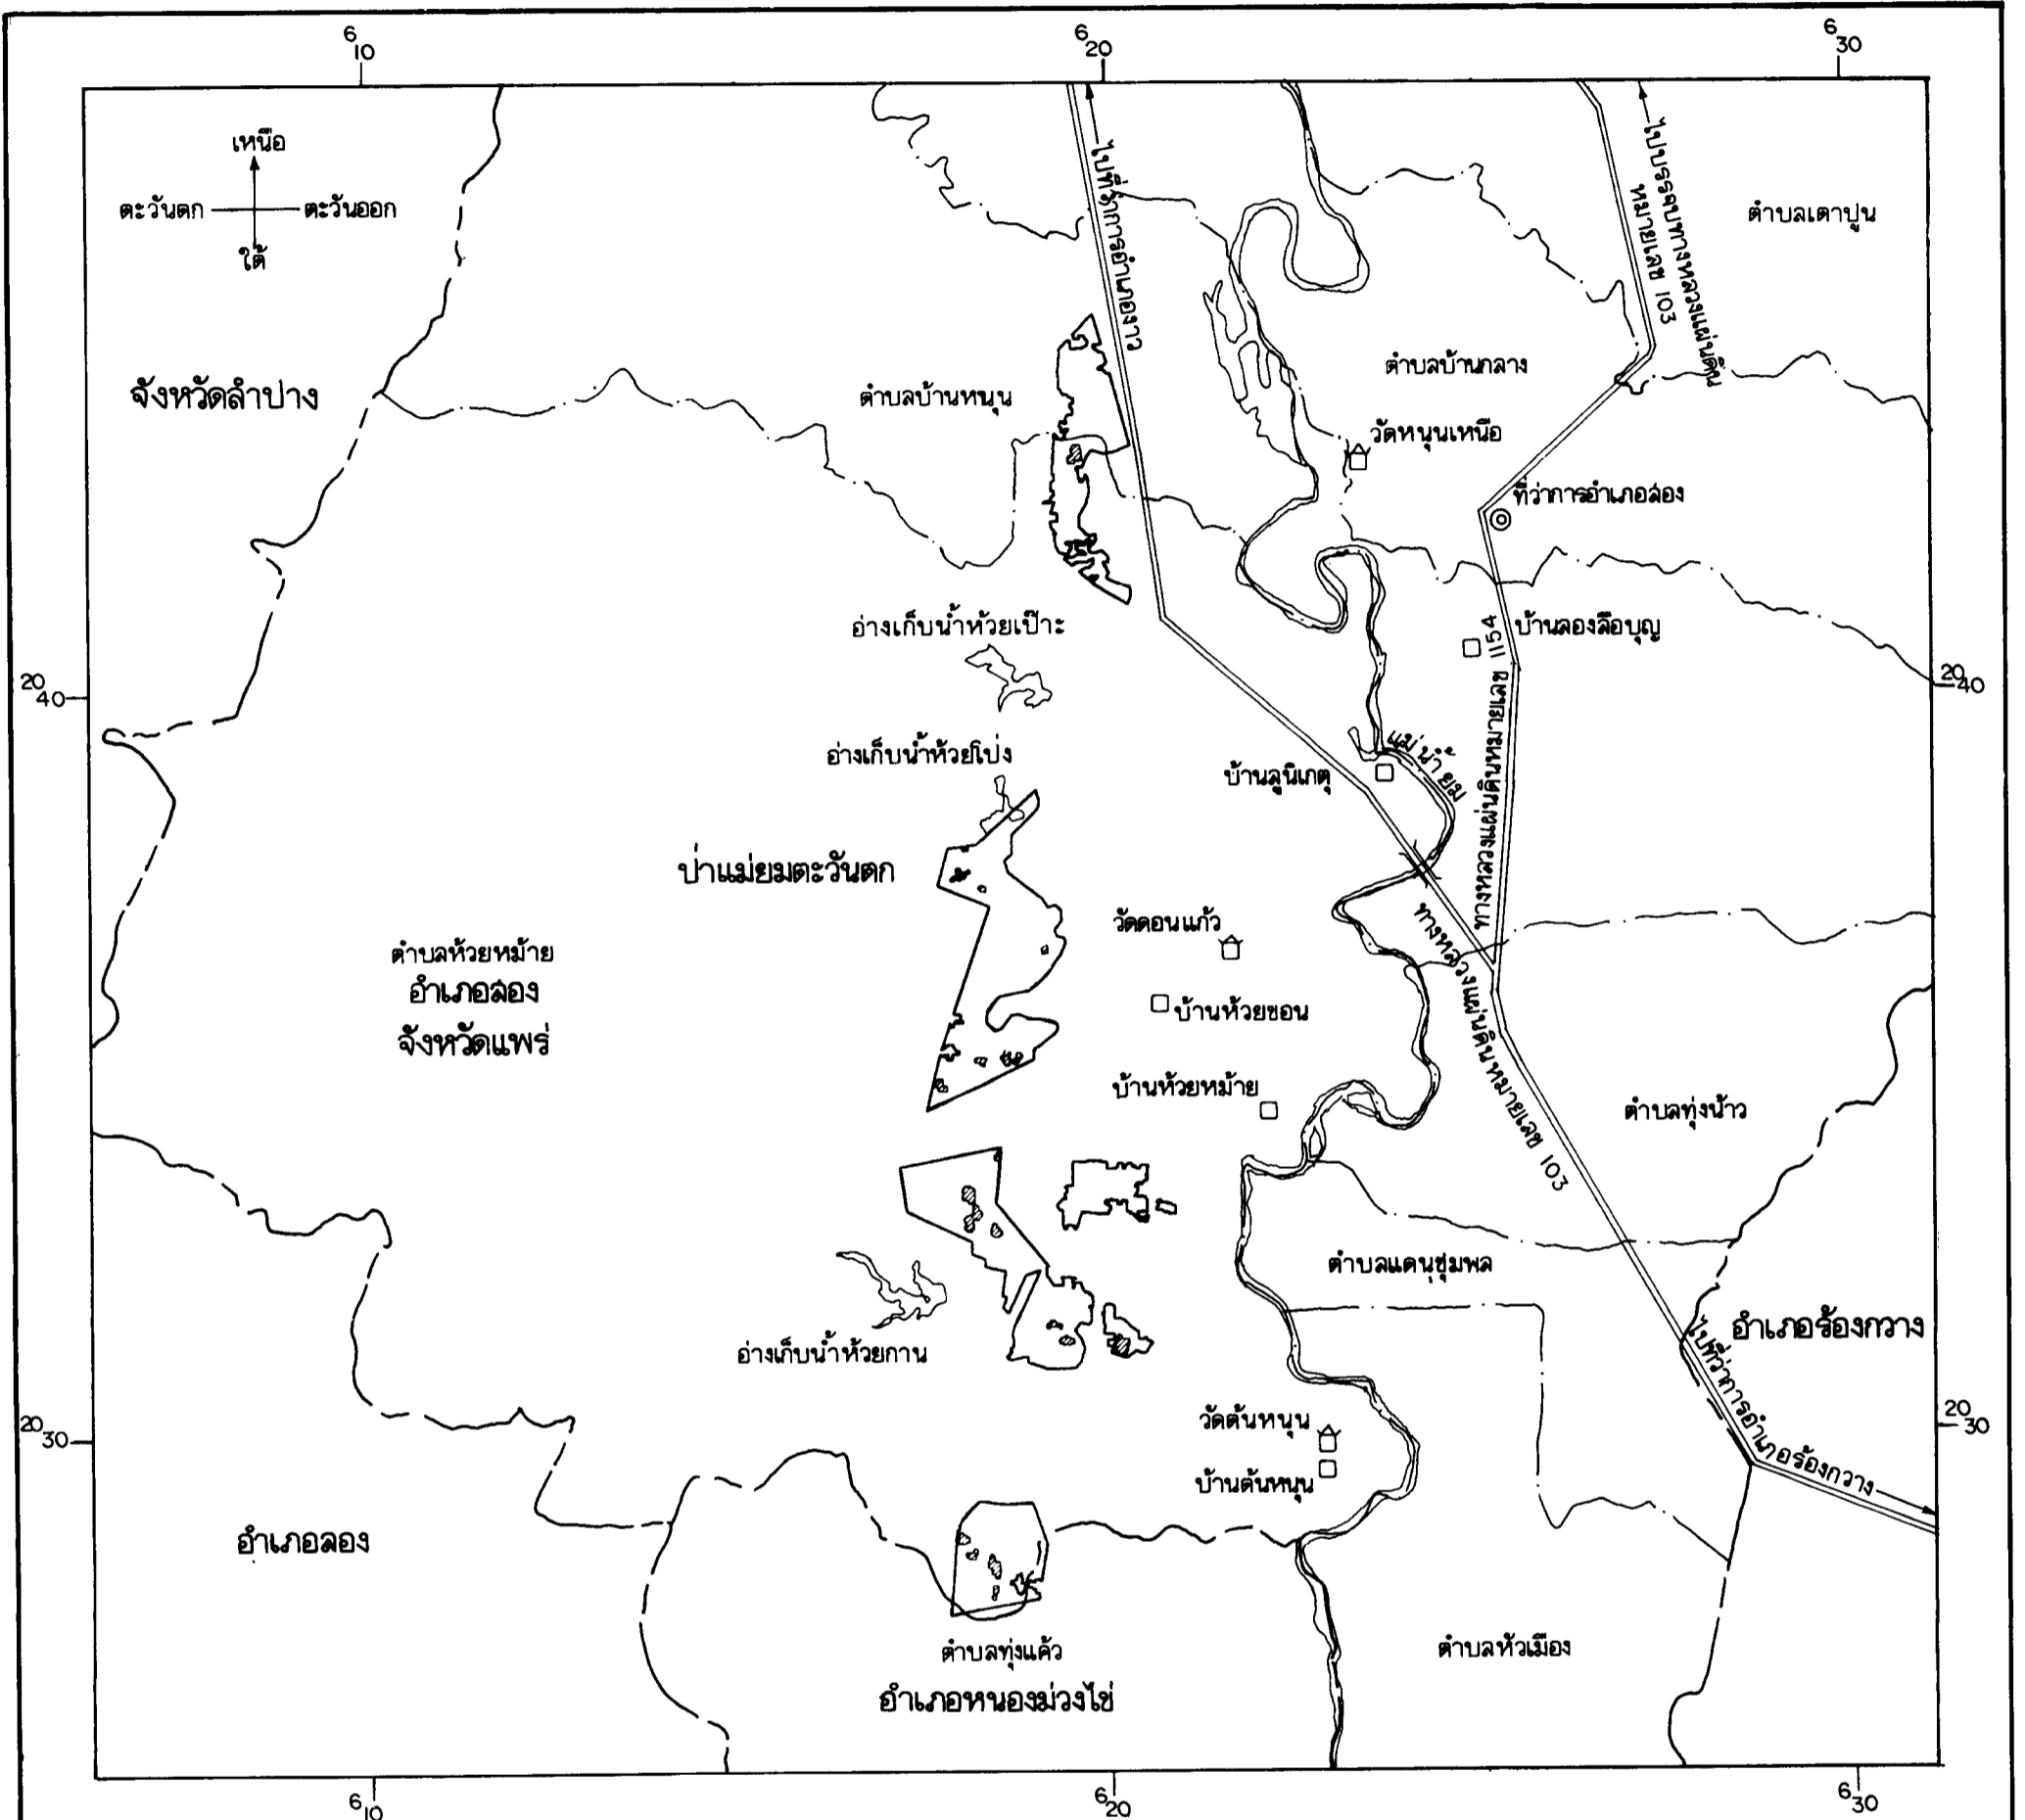 6 10
6 20
6 30
เหนือ
ตะวันตก
ตะวันออก
ใต้
ไปที่ว่าการอำเภองาว
ไปบรรจบทางหลวงแผ่นดิน
หมายเลข 103
ตำบลเตาปูน
จังหวัดลำปาง
ตำบลบ้านหนุน
ตำบลบ้านกลาง
วัดหนุนเหนือ
ที่ว่าการอำเภอสอง
อ่างเก็บน้ำห้วยเป๊าะ
บ้านลองลือบุญ
ทางหลวงแผ่นดินหมายเลข 1154
20 40
20 40
อ่างเก็บน้ำห้วยโป่ง
แม่น้ำยม
บ้านลูนิเกตุ
ป่าแม่ยมตะวันตก
วัดดอนแก้ว
ตำบลห้วยหม้าย
อำเภอสอง
จังหวัดแพร่
บ้านห้วยขอน
ทางหลวงแผ่นดินหมายเลข 103
บ้านห้วยหม้าย
ตำบลทุ่งน้าว
ตำบลแดนชุมพล
อำเภอร้องกวาง
อ่างเก็บน้ำห้วยกาน
ไปที่ว่าการอำเภอร้องกวาง
20 30
20 30
วัดต้นหนุน
บ้านต้นหนุน
อำเภอลอง
ตำบลทุ่งแค้ว
อำเภอหนองม่วงไข่
ตำบลหัวเมือง
6 10
6 20
6 30